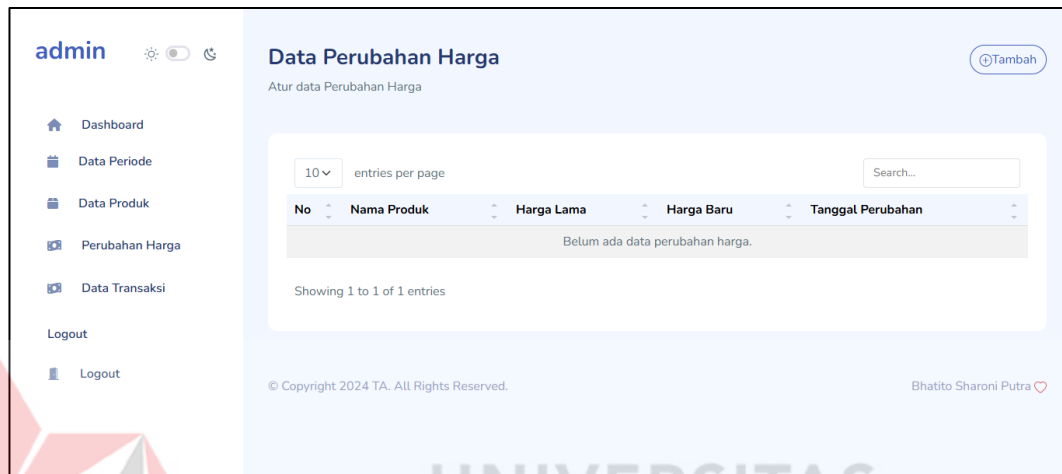 admin
Dashboard
Data Periode
Data Produk
Perubahan Harga
Data Transaksi
Logout
Logout
Data Perubahan Harga
Atur data Perubahan Harga
Tambah
10 entries per page
Search...
No Nama Produk Harga Lama Harga Baru Tanggal Perubahan
Belum ada data perubahan harga.
Showing 1 to 1 of 1 entries
© Copyright 2024 TA. All Rights Reserved.
Bhatito Sharoni Putra
UNIVERSITAS